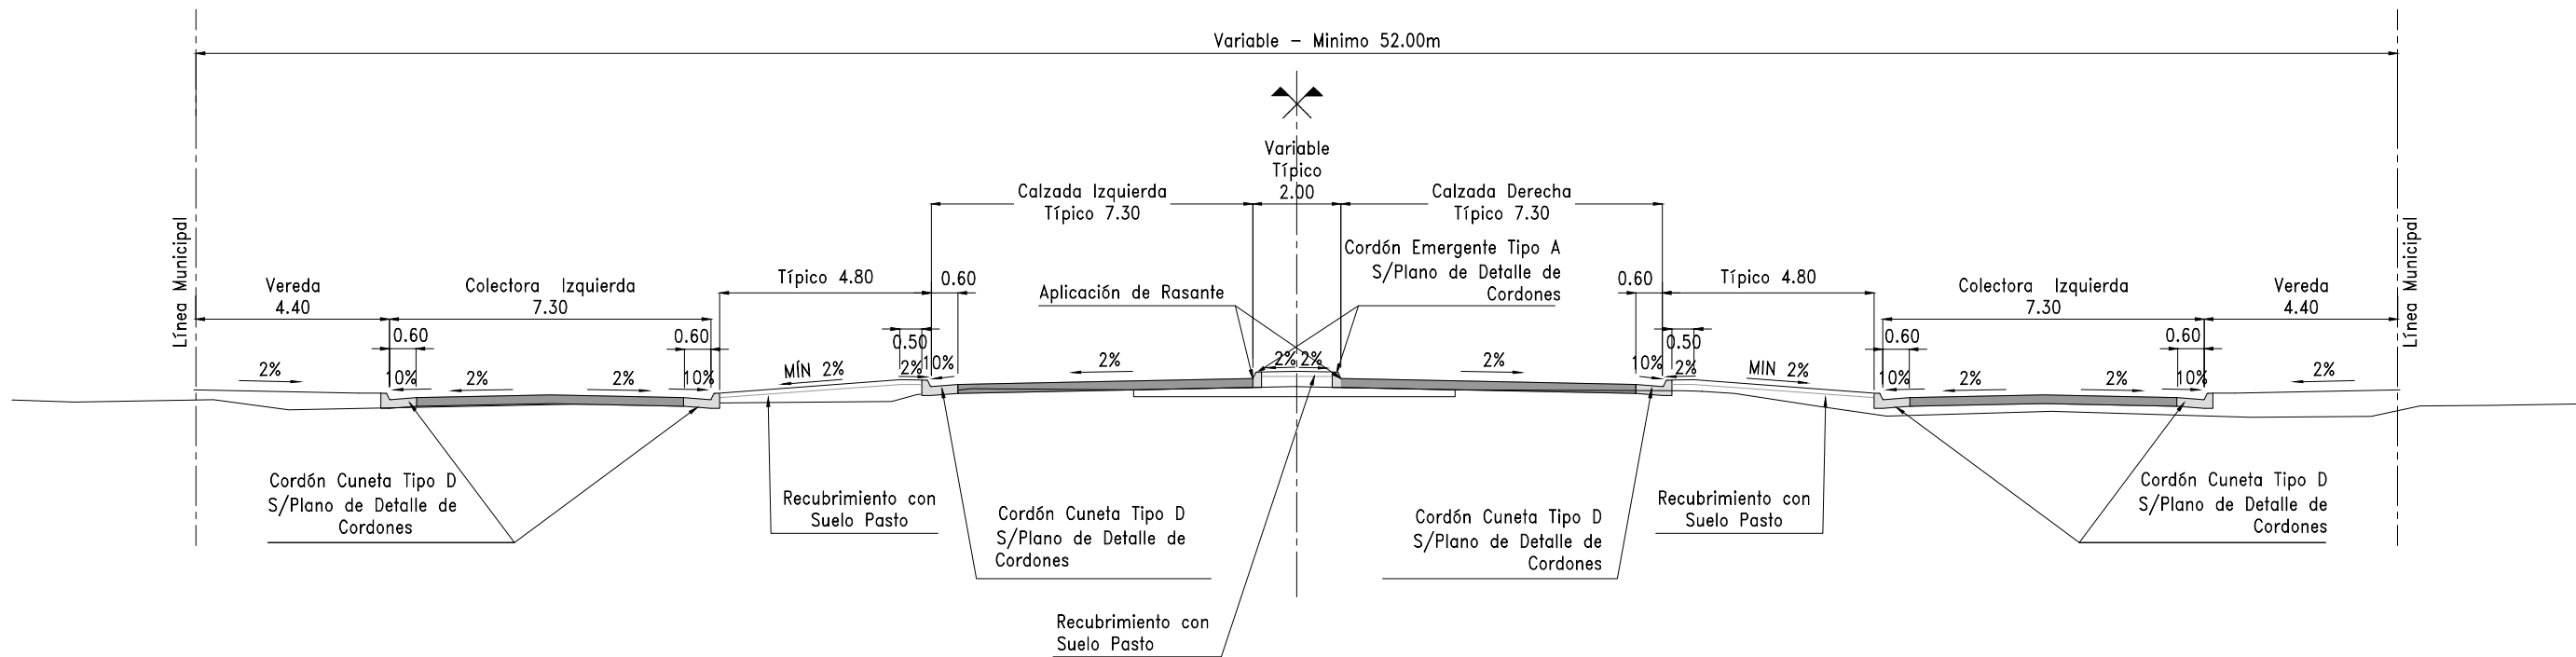 Variable - Minimo 52.00m
Variable
Típico
2.00
Calzada Izquierda
Típico 7.30
Calzada Derecha
Típico 7.30
Línea Municipal
Línea Municipal
Cordón Emergente Tipo A
S/Plano de Detalle de
Cordones
Aplicación de Rasante
Vereda
4.40
Colectora Izquierda
7.30
Típico 4.80
0.60
0.60
Típico 4.80
Colectora Izquierda
7.30
Vereda
4.40
0.60
0.60
0.50
0.50
0.60
0.60
2%
10%
2%
2%
10%
MÍN 2%
2%
10%
2%
2%
2%
2%
10%
2%
MIN 2%
10%
2%
2%
10%
2%
Cordón Cuneta Tipo D
S/Plano de Detalle de
Cordones
Recubrimiento con
Suelo Pasto
Cordón Cuneta Tipo D
S/Plano de Detalle de
Cordones
Recubrimiento con
Suelo Pasto
Cordón Cuneta Tipo D
S/Plano de Detalle de
Cordones
Recubrimiento con
Suelo Pasto
Cordón Cuneta Tipo D
S/Plano de Detalle de
Cordones